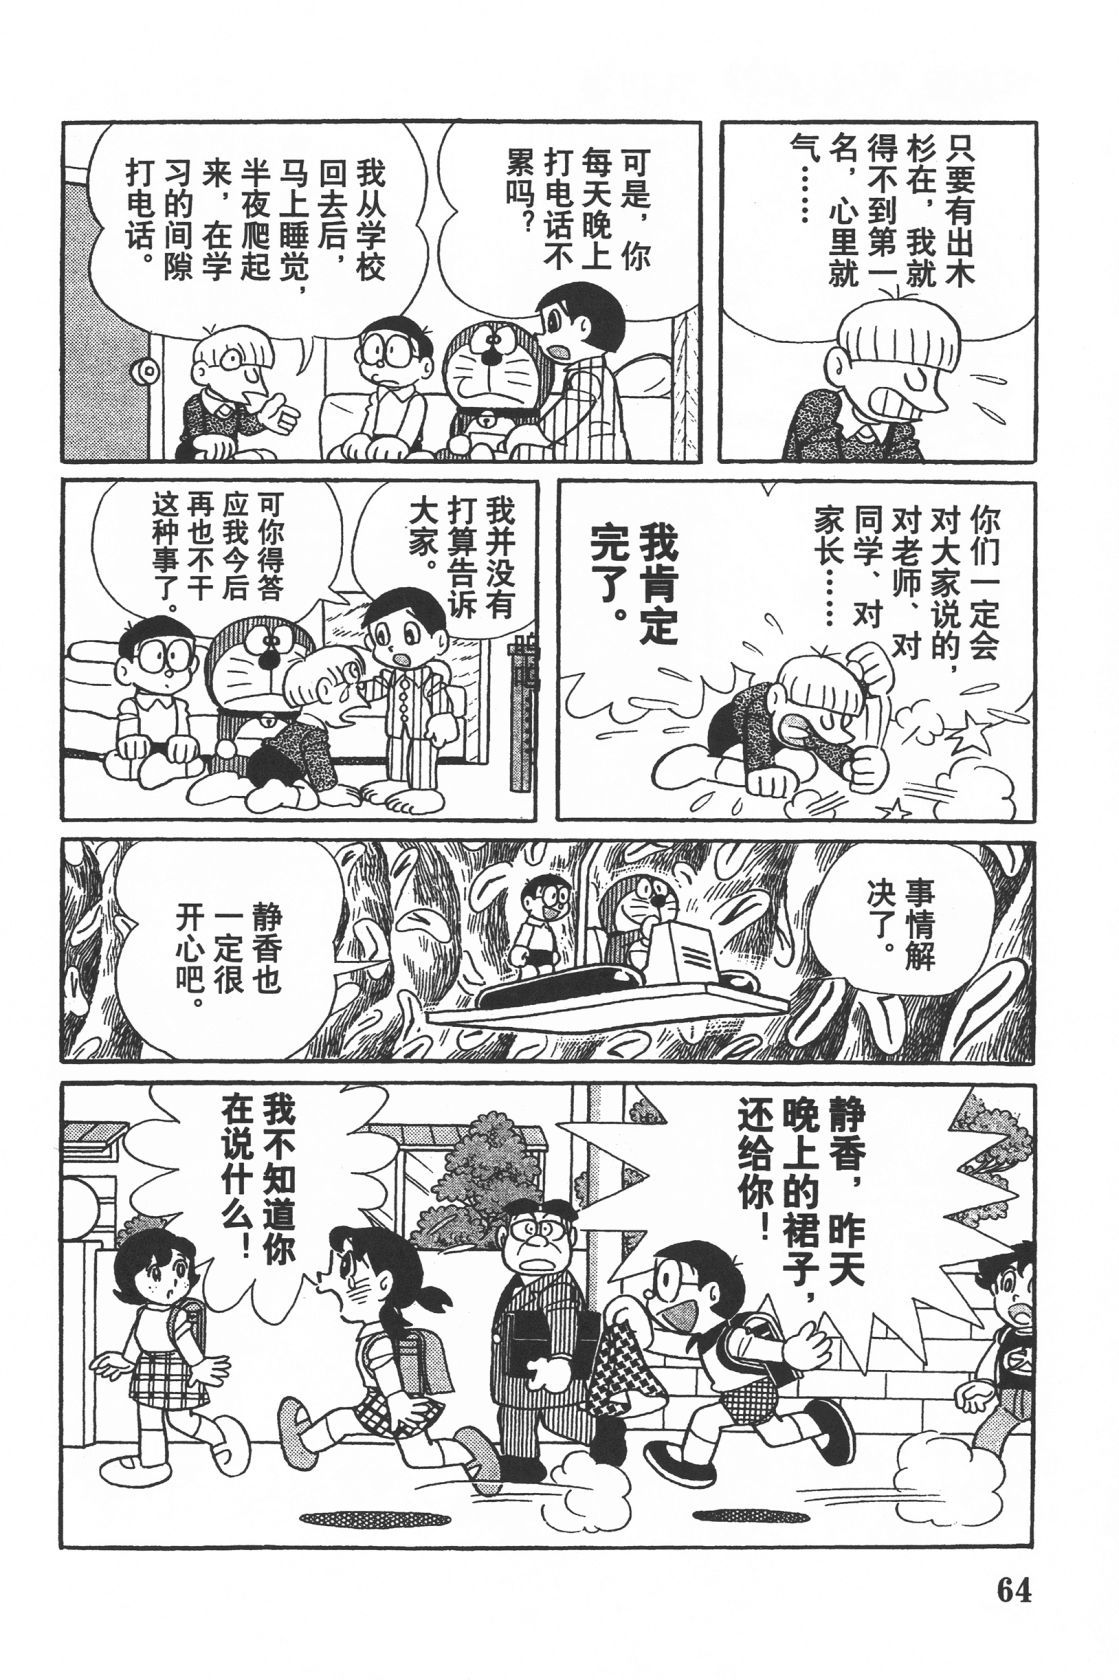 只要有出木
杉在，我就
得不到第一
名，心里就
气……
可是，你
每天晚上
打电话不
累吗？
我从学校
回去后，
马上睡觉，
半夜爬起
来，在学
习的间隙
打电话。
你们一定会
对大家说的，
对老师、对
同学、对
家长……
我肯定
完了。
我并没有
打算告诉
大家。
可你得答
应我今后
再也不干
这种事了。
事情解
决了。
静香也
一定很
开心吧。
静香，昨天
晚上的裙子，
还给你！
我不知道你
在说什么！
64